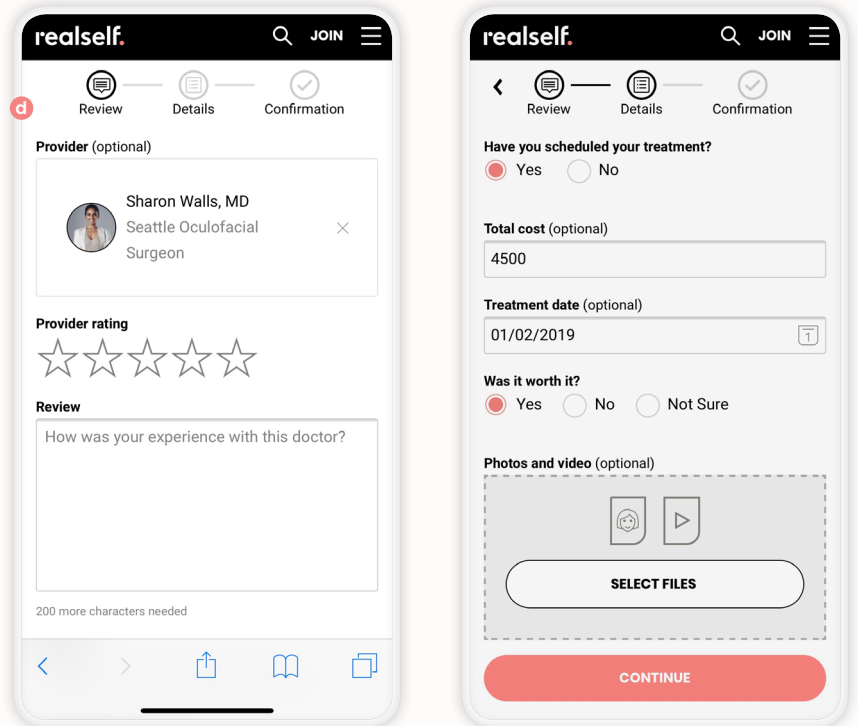 realself.
JOIN
Review
Details
Confirmation
d
Provider (optional)
Sharon Walls, MD
Seattle Oculofacial
Surgeon
Provider rating
Review
How was your experience with this doctor?
200 more characters needed
realself.
JOIN
Review
Details
Confirmation
Have you scheduled your treatment?
Yes
No
Total cost (optional)
4500
Treatment date (optional)
01/02/2019
1
Was it worth it?
Yes
No
Not Sure
Photos and video (optional)
SELECT FILES
CONTINUE